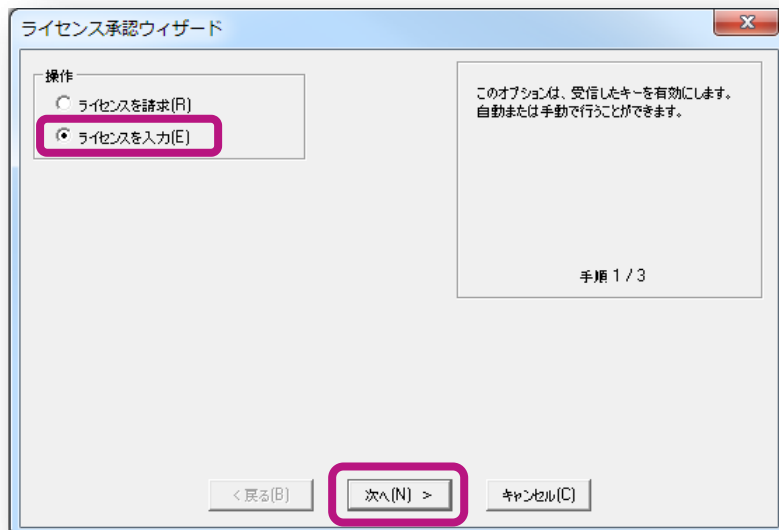 ライセンス承認ウィザード
操作
ライセンスを請求(R)
ライセンスを入力(E)
このオプションは、受信したキーを有効にします。
自動または手動で行うことができます。
手順 1 / 3
< 戻る(B)
次へ(N) >
キャンセル(C)